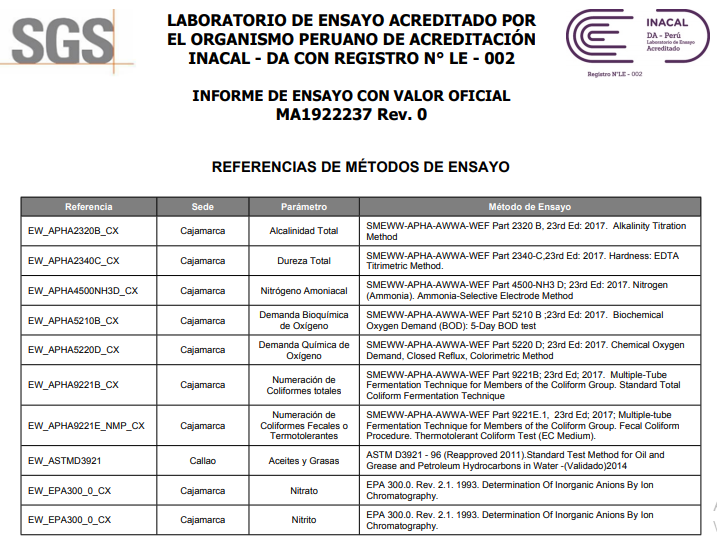 SGS
LABORATORIO DE ENSAYO ACREDITADO POR
EL ORGANISMO PERUANO DE ACREDITACIÓN
INACAL - DA CON REGISTRO N° LE - 002
INACAL
DA - Perú
Laboratorio de Ensayo
Acreditado
Registro N°LE - 002
INFORME DE ENSAYO CON VALOR OFICIAL
MA1922237 Rev. 0
REFERENCIAS DE MÉTODOS DE ENSAYO
Referencia Sede Parámetro Método de Ensayo
EW_APHA2320B_CX Cajamarca Alcalinidad Total SMEWW-APHA-AWWA-WEF Part 2320 B, 23rd Ed: 2017. Alkalinity Titration
Method
EW_APHA2340C_CX Cajamarca Dureza Total SMEWW-APHA-AWWA-WEF Part 2340-C,23rd Ed: 2017. Hardness: EDTA
Titrimetric Method.
EW_APHA4500NH3D_CX Cajamarca Nitrógeno Amoniacal SMEWW-APHA-AWWA-WEF Part 4500-NH3 D; 23rd Ed: 2017. Nitrogen
(Ammonia). Ammonia-Selective Electrode Method
EW_APHA5210B_CX Cajamarca Demanda Bioquímica
de Oxígeno SMEWW-APHA-AWWA-WEF Part 5210 B ;23rd Ed: 2017. Biochemical
Oxygen Demand (BOD): 5-Day BOD test
EW_APHA5220D_CX Cajamarca Demanda Química de
Oxígeno SMEWW-APHA-AWWA-WEF Part 5220 D; 23rd Ed: 2017. Chemical Oxygen
Demand, Closed Reflux, Colorimetric Method
EW_APHA9221B_CX Cajamarca Numeración de
Coliformes totales SMEWW-APHA-AWWA-WEF Part 9221B; 23rd Ed; 2017. Multiple-Tube
Fermentation Technique for Members of the Coliform Group. Standard Total
Coliform Fermentation Technique
EW_APHA9221E_NMP_CX Cajamarca Numeración de
Coliformes Fecales o
Termotolerantes SMEWW-APHA-AWWA-WEF Part 9221E.1, 23rd Ed; 2017; Multiple-tube
Fermentation Technique for Members of the Coliform Group. Fecal Coliform
Procedure. Thermotolerant Coliform Test (EC Medium).
EW_ASTMD3921 Callao Aceites y Grasas ASTM D3921 - 96 (Reapproved 2011).Standard Test Method for Oil and
Grease and Petroleum Hydrocarbons in Water -(Validado)2014
EW_EPA300_0_CX Cajamarca Nitrato EPA 300.0. Rev. 2.1. 1993. Determination Of Inorganic Anions By Ion
Chromatography.
EW_EPA300_0_CX Cajamarca Nitrito EPA 300.0. Rev. 2.1. 1993. Determination Of Inorganic Anions By Ion
Chromatography.